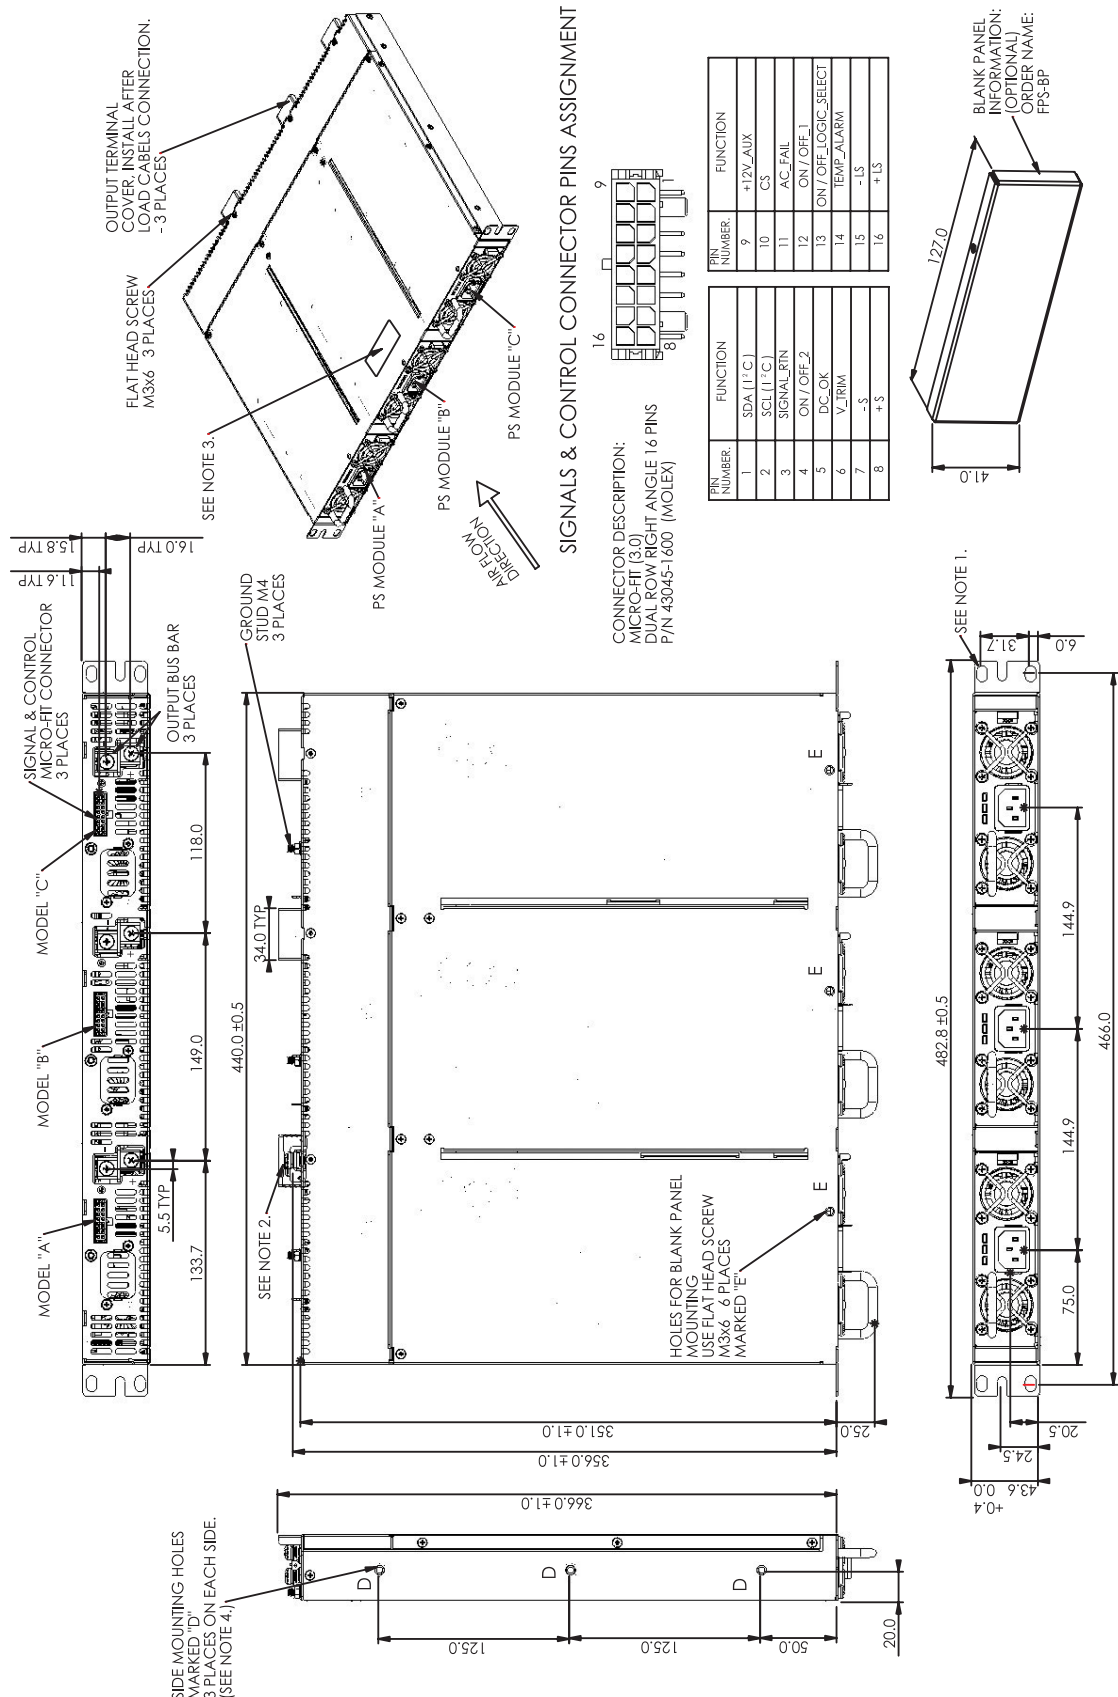 OUTPUT TERMINAL
COVER, INSTALL AFTER
LOAD CABELS CONNECTION.
- 3 PLACES
FLAT HEAD SCREW
M3x6  3 PLACES
SEE NOTE 3.
PS MODULE "A"
PS MODULE "B"
PS MODULE "C"
AIR FLOW
DIRECTION
SIGNALS & CONTROL CONNECTOR PINS ASSIGNMENT
CONNECTOR DESCRIPTION:
MICRO-FIT (3.0)
DUAL ROW RIGHT ANGLE 16 PINS
P/N 43045-1600 (MOLEX)
16
9
8
1
PIN NUMBER. FUNCTION
1 SDA ( I² C )
2 SCL ( I² C )
3 SIGNAL_RTN
4 ON / OFF_2
5 DC_OK
6 V_TRIM
7 - S
8 + S
PIN NUMBER. FUNCTION
9 +12V_AUX
10 CS
11 AC_FAIL
12 ON / OFF_1
13 ON / OFF_LOGIC_SELECT
14 TEMP_ALARM
15 - LS
16 + LS
BLANK PANEL
INFORMATION:
(OPTIONAL)
ORDER NAME:
FPS-BP
127.0
41.0
MODEL "A"
MODEL "B"
MODEL "C"
SIGNAL & CONTROL
MICRO-FIT CONNECTOR
3 PLACES
OUTPUT BUS BAR
3 PLACES
11.6 TYP
15.8 TYP
16.0 TYP
5.5 TYP
133.7
149.0
118.0
440.0 ±0.5
SEE NOTE 2.
34.0 TYP
GROUND
STUD M4
3 PLACES
HOLES FOR BLANK PANEL
MOUNTING
USE FLAT HEAD SCREW
M3x6  6 PLACES
MARKED "E"
E
E
E
351.0 ±1.0
356.0 ±1.0
25.0
366.0 ±1.0
SIDE MOUNTING HOLES
MARKED "D"
3 PLACES ON EACH SIDE.
(SEE NOTE 4.)
D
D
D
125.0
125.0
50.0
20.0
482.8 ±0.5
SEE NOTE 1.
31.7
6.0
75.0
144.9
144.9
466.0
20.5
24.5
43.6 +0.4 0.0